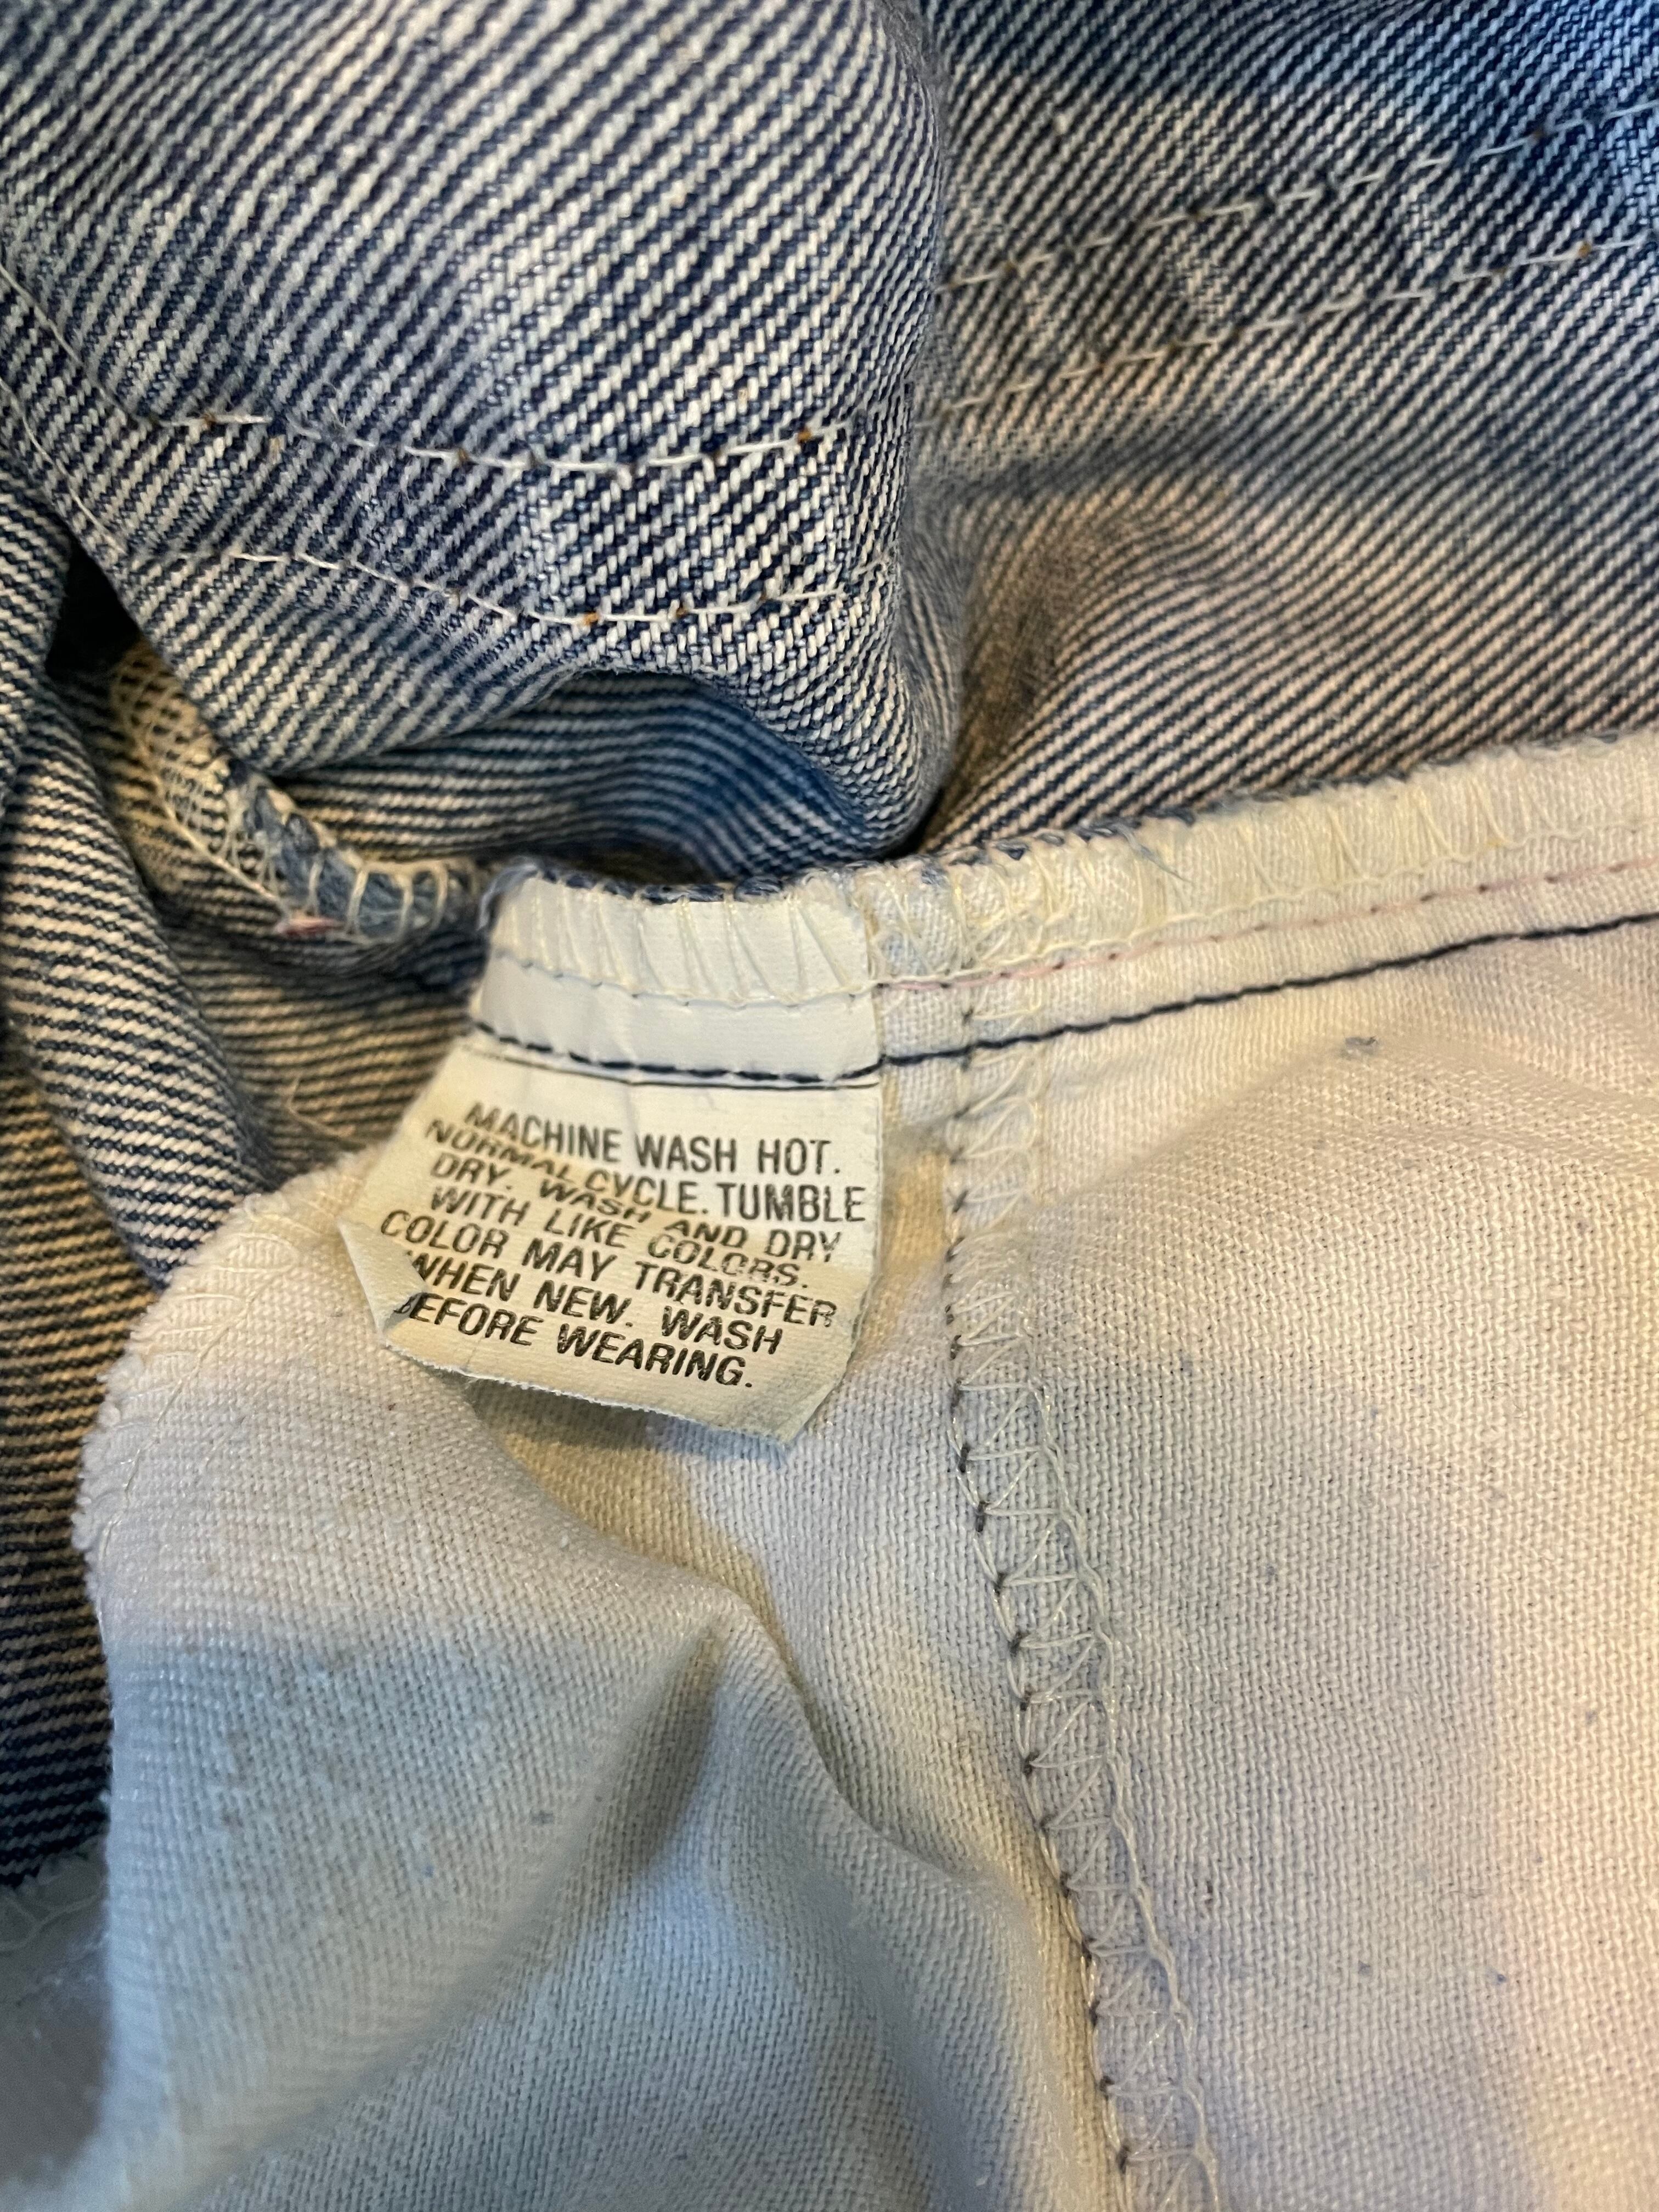 MACHINE WASH HOT.
NORMAL CYCLE. TUMBLE
DRY. WASH AND DRY
WITH LIKE COLORS.
COLOR MAY TRANSFER
WHEN NEW. WASH
BEFORE WEARING.